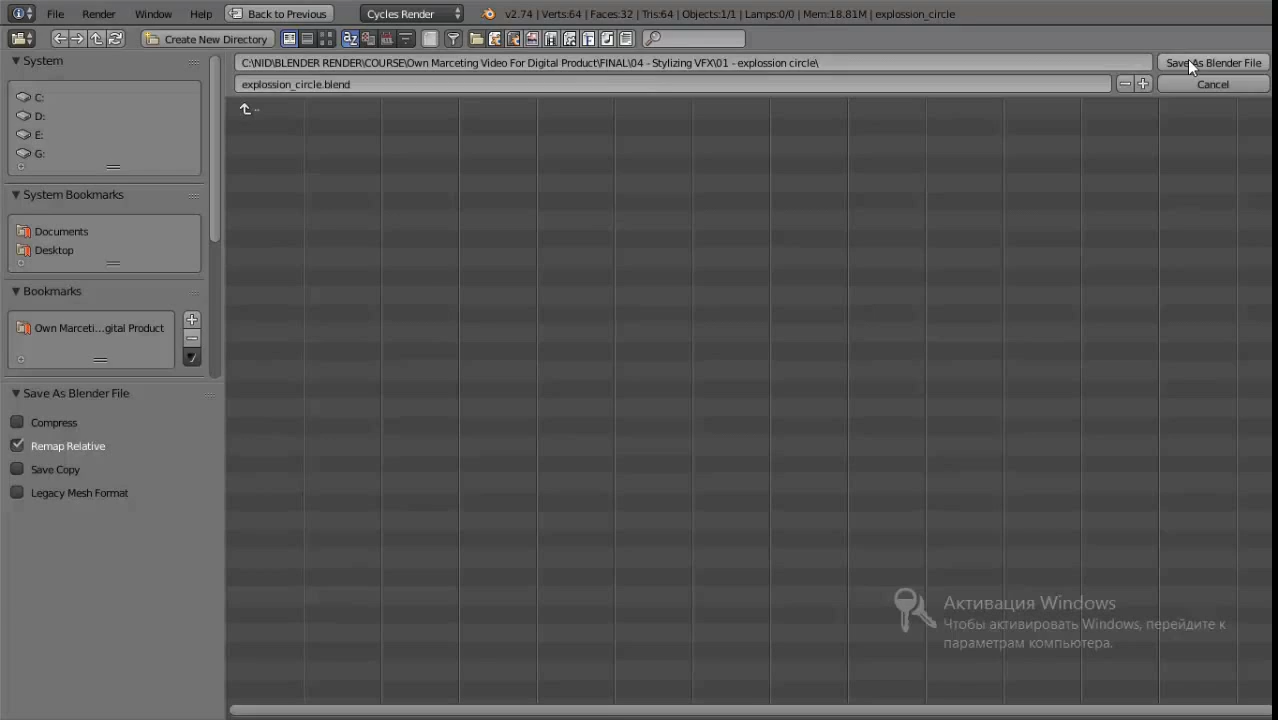 File Render Window Help Back to Previous Cycles Render v2.74 | Verts:64 | Faces:32 | Tris:64 | Objects:1/1 | Lamps:0/0 | Mem:18.81M | explossion_circle
Create New Directory
System
C:\NID\BLENDER RENDER\COURSE\Own Marceting Video For Digital Product\FINAL\04 - Stylizing VFX\01 - explossion circle\
Save As Blender File
explossion_circle.blend
Cancel
..
C:
D:
E:
G:
System Bookmarks
Documents
Desktop
Bookmarks
Own Marceti...gital Product
Save As Blender File
Compress
Remap Relative
Save Copy
Legacy Mesh Format
Активация Windows
Чтобы активировать Windows, перейдите к
параметрам компьютера.